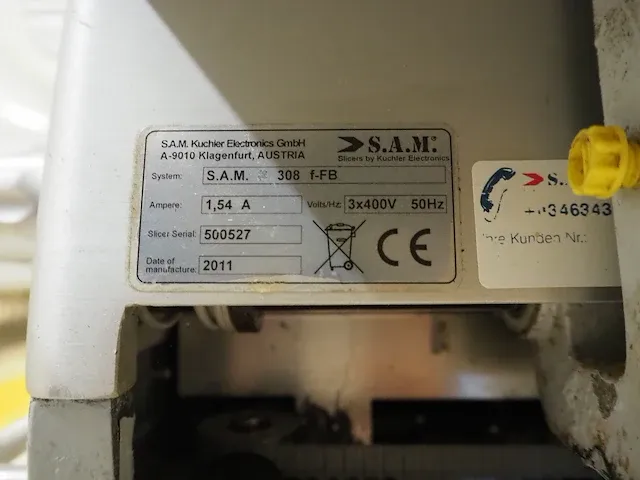 S.A.M. Kuchler Electronics GmbH
A-9010 Klagenfurt, AUSTRIA
S.A.M.
Slicers by Kuchler Electronics
System: S.A.M. 308 f-FB
Ampere: 1,54 A Volts/Hz: 3x400V 50Hz
Slicer Serial: 500527
Date of manufacture: 2011
CE
S.
346343
Ihre Kunden Nr.: